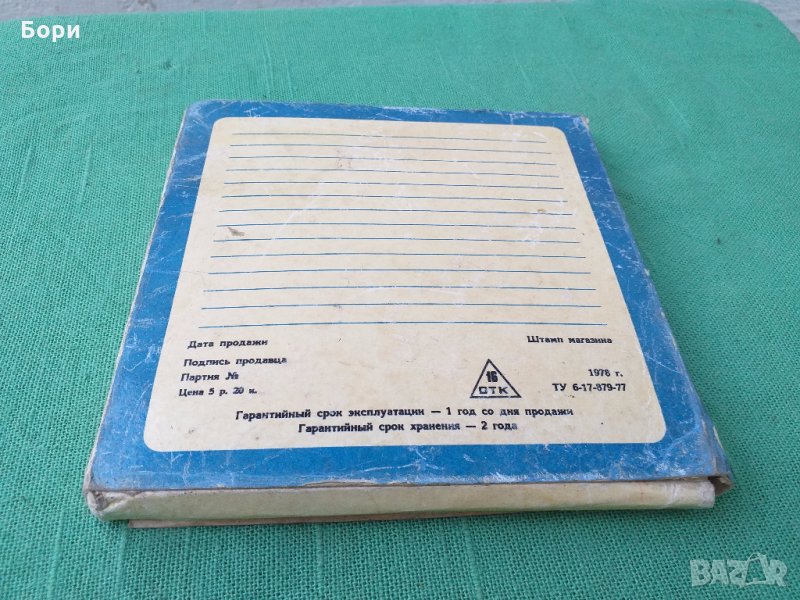 Бори
Дата продажи
Штамп магазина
Подпись продавца
Партия №
Цена 5 р. 20 к.
16
ОТК
1978 г.
ТУ 6-17-879-77
Гарантийный срок эксплуатации — 1 год со дня продажи
Гарантийный срок хранения — 2 года
BAZAR